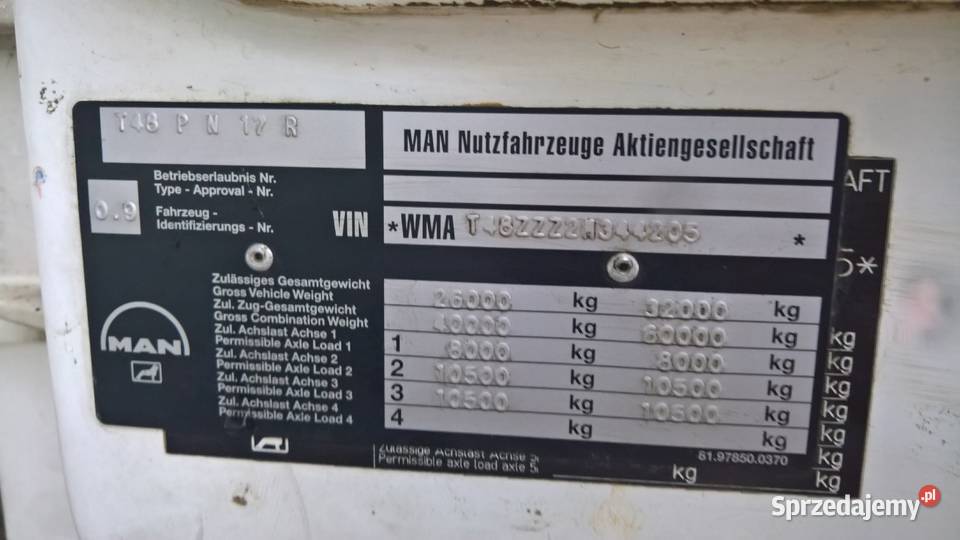 T46 P N 17 R
MAN Nutzfahrzeuge Aktiengesellschaft
Betriebserlaubnis Nr.
Type - Approval - Nr.
0.9
Fahrzeug -
Identifizierungs - Nr.
VIN
*WMA T48ZZZ2M344205 *
AFT
5*
Zulässiges Gesamtgewicht
Gross Vehicle Weight
26000 kg 32000 kg
Zul. Zug-Gesamtgewicht
Gross Combination Weight
40000 kg 60000 kg
Zul. Achslast Achse 1
Permissible Axle Load 1
1 8000 kg 8000 kg
Zul. Achslast Achse 2
Permissible Axle Load 2
2 10500 kg 10500 kg
Zul. Achslast Achse 3
Permissible Axle Load 3
3 10500 kg 10500 kg
Zul. Achslast Achse 4
Permissible Axle Load 4
4 kg kg
MAN
81.97850.0370
Zulässige Achslast Achse 5
Permissible axle load axle 5
kg
kg
kg
kg
kg
kg
kg
kg
Sprzedajemy.pl